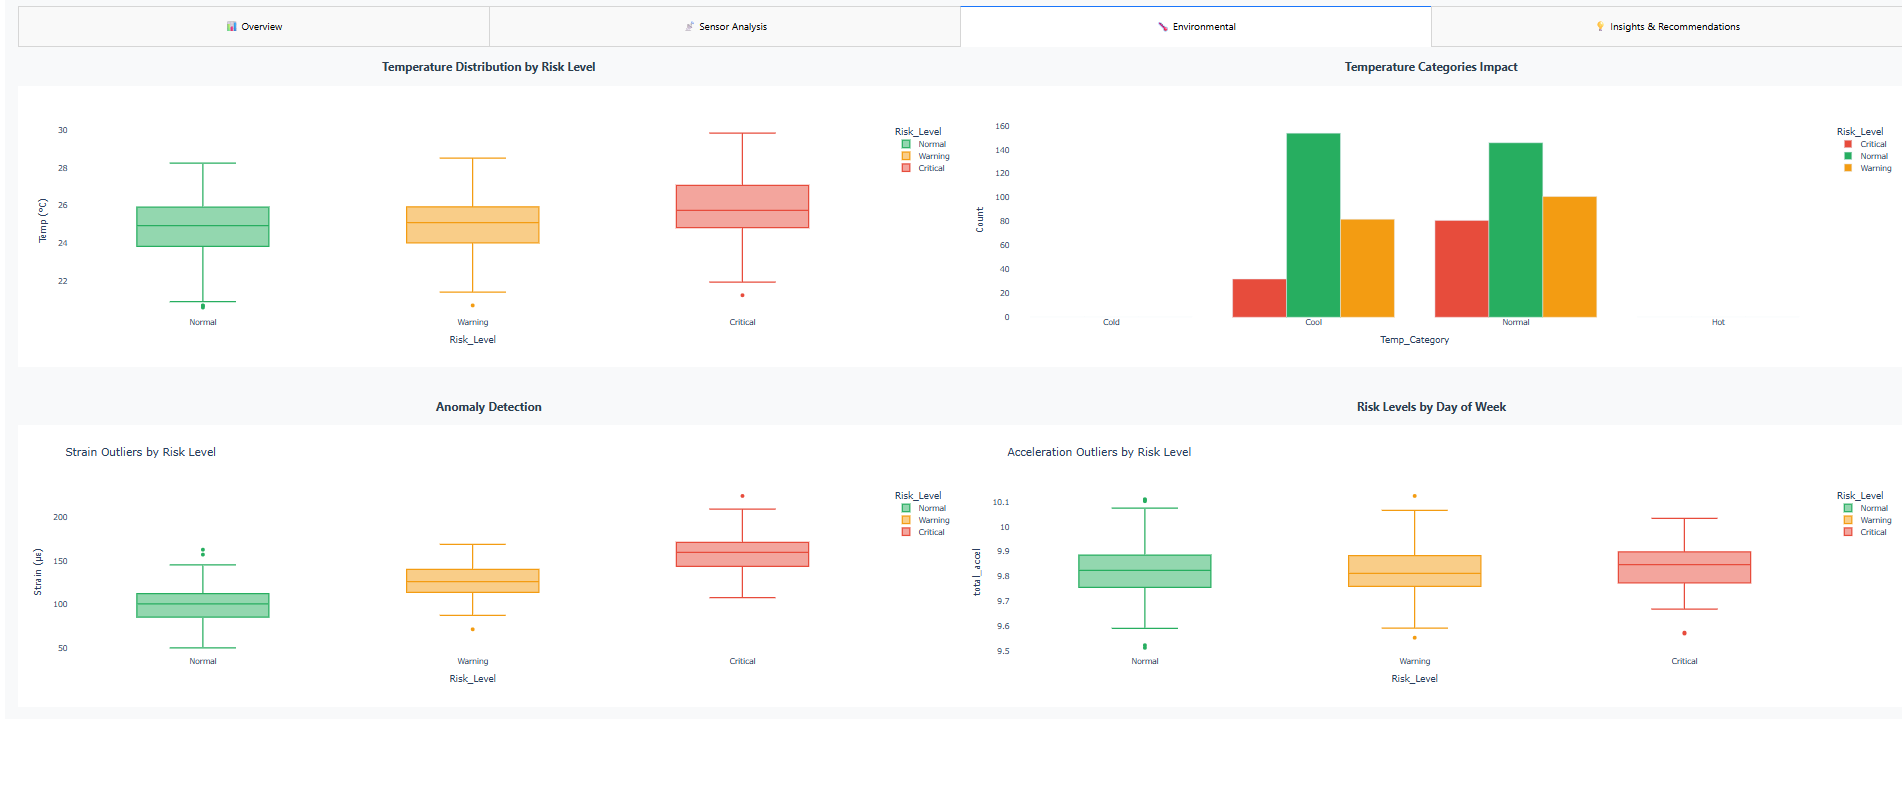 Overview
Sensor Analysis
Environmental
Insights & Recommendations
Temperature Distribution by Risk Level
30
28
26
24
22
Temp (°C)
Normal
Warning
Critical
Risk_Level
Risk_Level
Normal
Warning
Critical
Temperature Categories Impact
160
140
120
100
80
60
40
20
0
Count
Cold
Cool
Normal
Hot
Temp_Category
Risk_Level
Critical
Normal
Warning
Anomaly Detection
Strain Outliers by Risk Level
200
150
100
50
Strain (με)
Normal
Warning
Critical
Risk_Level
Risk_Level
Normal
Warning
Critical
Risk Levels by Day of Week
Acceleration Outliers by Risk Level
10.1
10
9.9
9.8
9.7
9.6
9.5
total_accel
Normal
Warning
Critical
Risk_Level
Risk_Level
Normal
Warning
Critical